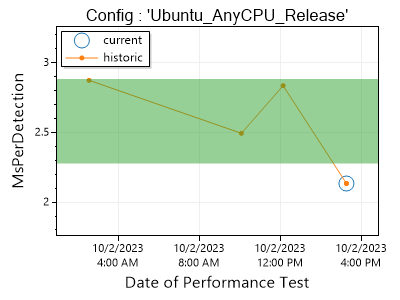 Config : 'Ubuntu_AnyCPU_Release'
current
historic
3
2.5
2
MsPerDetection
10/2/2023 10/2/2023 10/2/2023 10/2/2023
4:00 AM 8:00 AM 12:00 PM 4:00 PM
Date of Performance Test